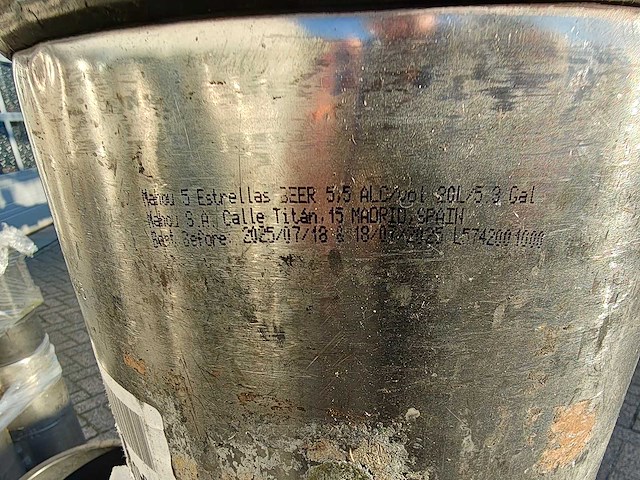 Mahou 5 Estrellas BEER 5,5 ALC/vol 20L/5.3 Gal
Mahou S.A. Calle Titán,15 MADRID,SPAIN
Best before: 2025/07/18 & 18/07/2025 L5742001000